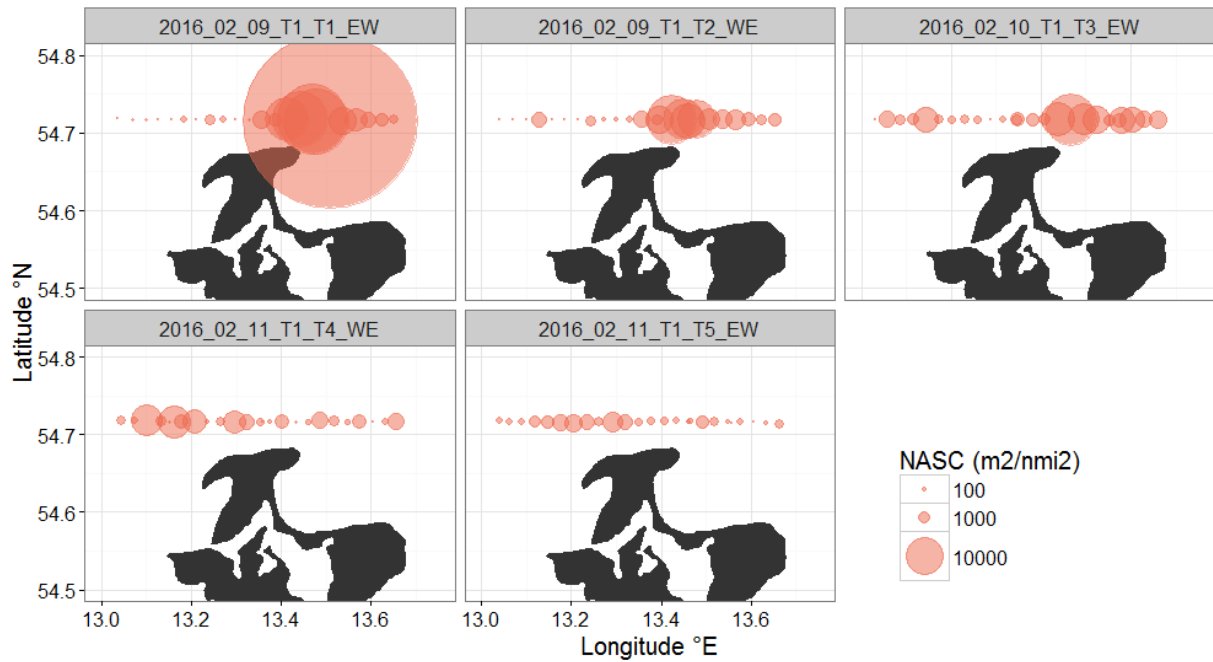 2016_02_09_T1_T1_EW
2016_02_09_T1_T2_WE
2016_02_10_T1_T3_EW
54.8
54.7
54.6
54.5
2016_02_11_T1_T4_WE
2016_02_11_T1_T5_EW
54.8
54.7
54.6
54.5
Latitude °N
13.0 13.2 13.4 13.6
13.0 13.2 13.4 13.6
Longitude °E
NASC (m2/nmi2)
100
1000
10000